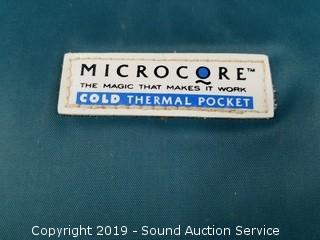 MICROCORE™
THE MAGIC THAT MAKES IT WORK
COLD THERMAL POCKET
Copyright 2019 - Sound Auction Service